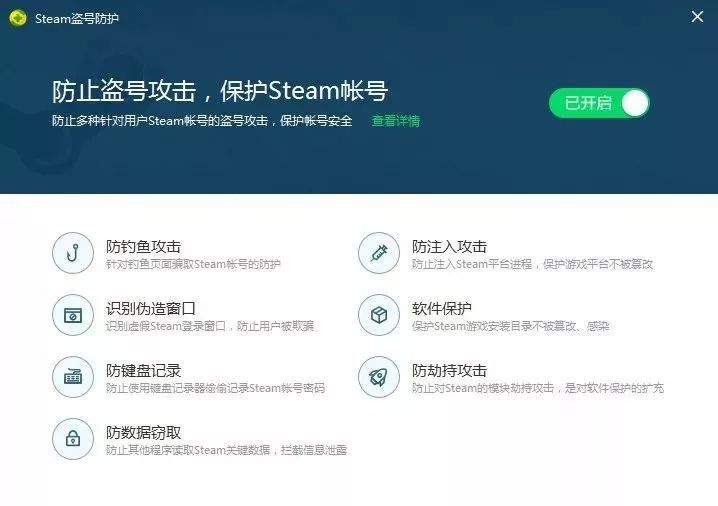 Steam盗号防护
防止盗号攻击，保护Steam帐号
已开启
防止多种针对用户Steam帐号的盗号攻击，保护帐号安全 查看详情
防钓鱼攻击
针对钓鱼页面骗取Steam帐号的防护
防注入攻击
防止注入Steam平台进程，保护游戏平台不被篡改
识别伪造窗口
识别虚假Steam登录窗口，防止用户被欺骗
软件保护
保护Steam游戏安装目录不被篡改、感染
防键盘记录
防止使用键盘记录器偷偷记录Steam帐号密码
防劫持攻击
防止对Steam的模块劫持攻击，是对软件保护的扩充
防数据窃取
防止其他程序读取Steam关键数据，拦截信息泄露